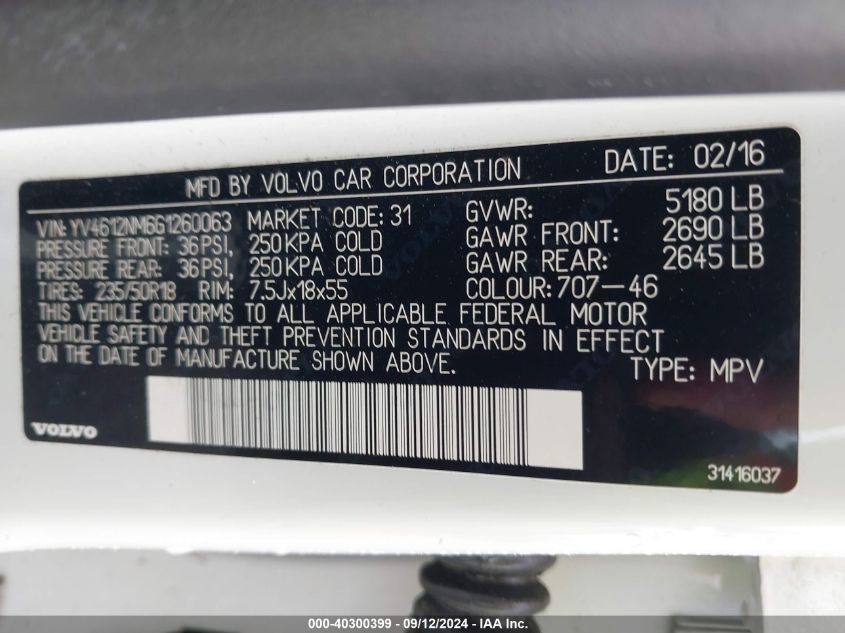 MFD BY VOLVO CAR CORPORATION DATE: 02/16
VIN: YV4612NM6G1260063 MARKET CODE: 31 GVWR: 5180 LB
PRESSURE FRONT: 36PSI, 250KPA COLD GAWR FRONT: 2690 LB
PRESSURE REAR: 36PSI, 250KPA COLD GAWR REAR: 2645 LB
TIRES: 235/50R18 RIM: 7.5Jx18x55 COLOUR: 707-46
THIS VEHICLE CONFORMS TO ALL APPLICABLE FEDERAL MOTOR
VEHICLE SAFETY AND THEFT PREVENTION STANDARDS IN EFFECT
ON THE DATE OF MANUFACTURE SHOWN ABOVE. TYPE: MPV
VOLVO
31416037
000-40300399 - 09/12/2024 - IAA Inc.